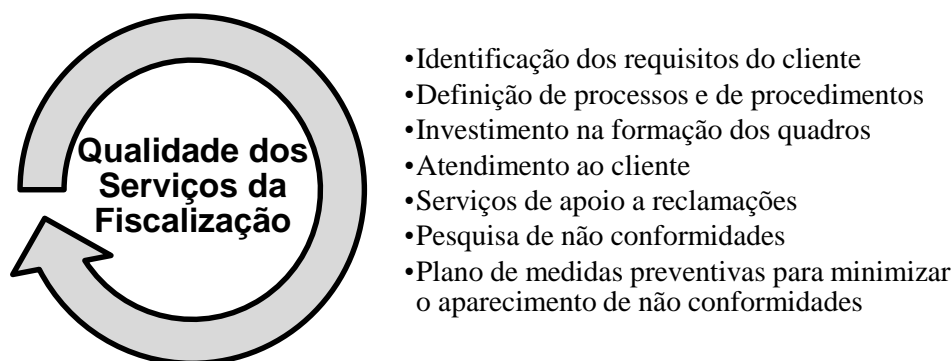 Qualidade dos
Serviços da
Fiscalização
•Identificação dos requisitos do cliente
•Definição de processos e de procedimentos
•Investimento na formação dos quadros
•Atendimento ao cliente
•Serviços de apoio a reclamações
•Pesquisa de não conformidades
•Plano de medidas preventivas para minimizar
o aparecimento de não conformidades